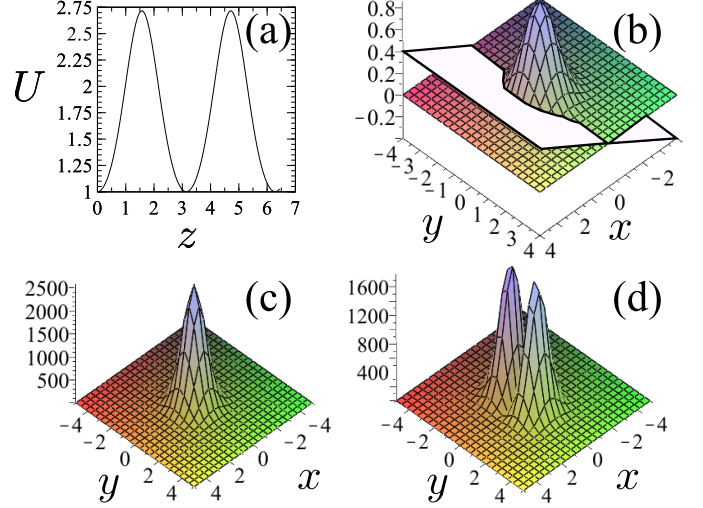 2.75 (a)
2.5
2.25
U 2
1.75
1.5
1.25
1
0 1 2 3 4 5 6 7
z
0.8 (b)
0.4
0.2
0
−0.2
−4 −3 −2 −1 0 1 2 3 4
y
4 2 0 −2
x
2500 (c)
2000
1500
1000
500
−4 −2 0 2 4
y
4 2 0 −2 −4
x
1600 (d)
1200
800
400
−4 −2 0 2 4
y
4 2 0 −2 −4
x